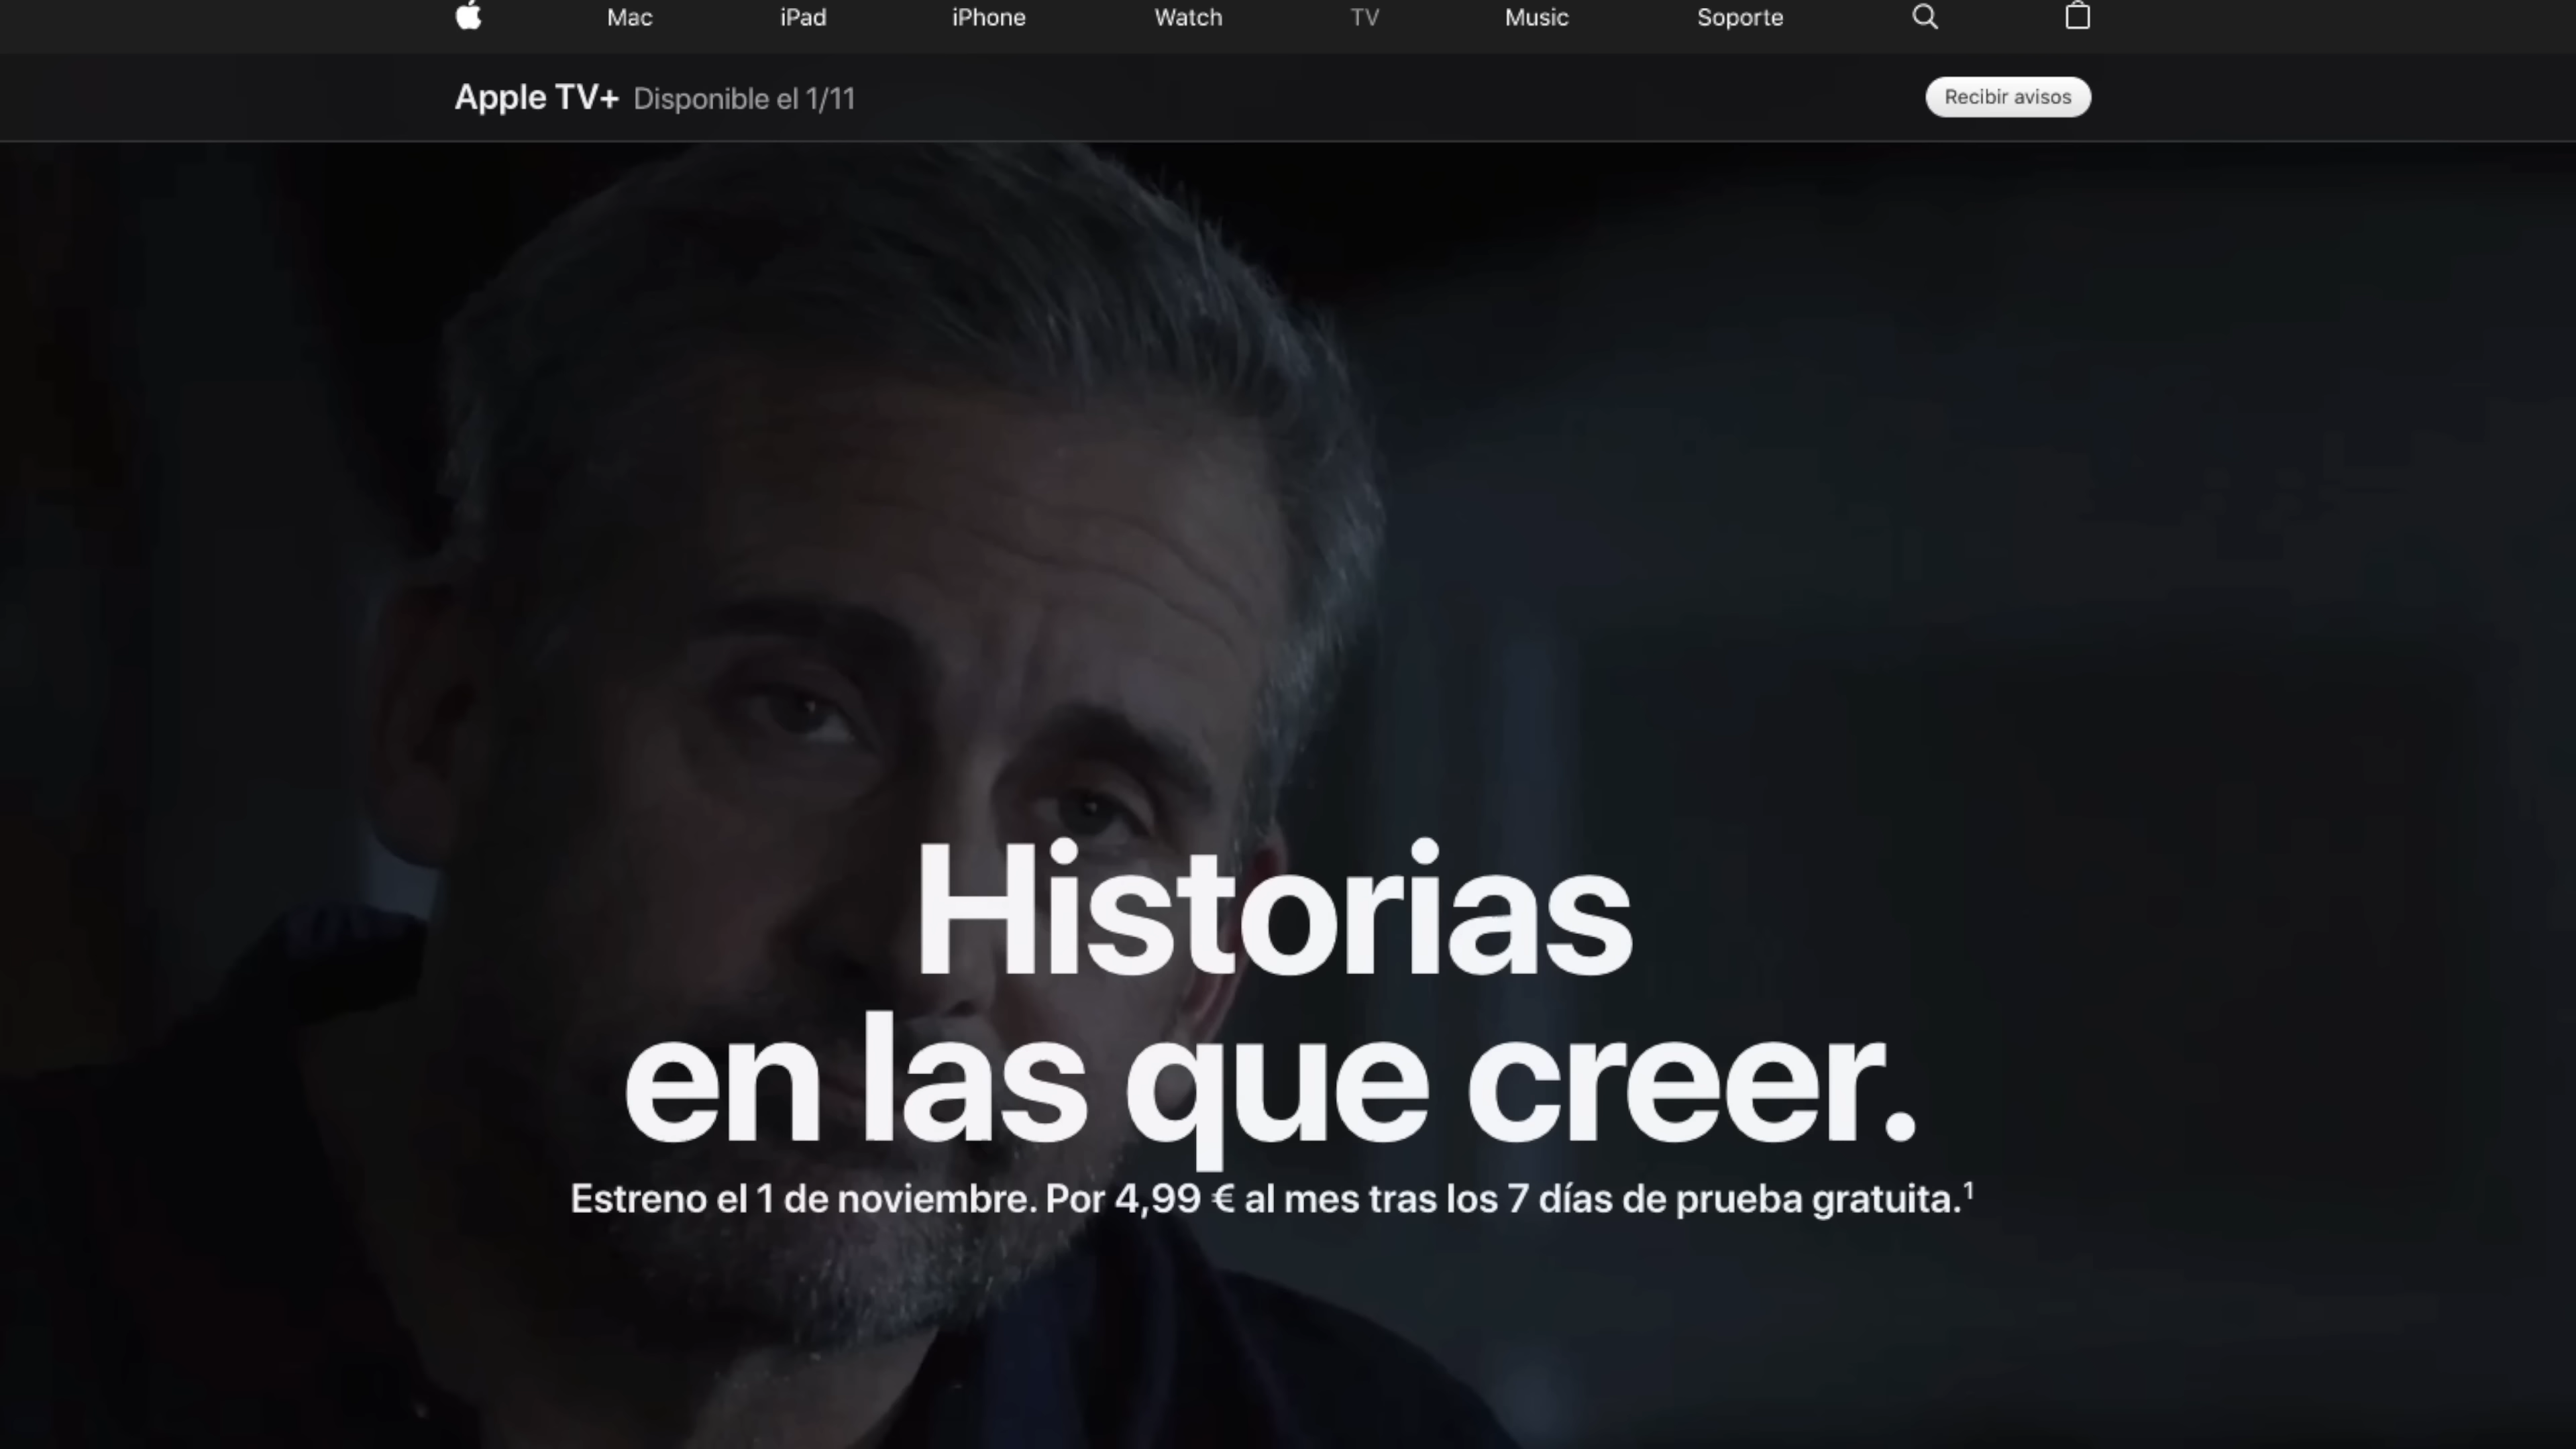 Mac iPad iPhone Watch TV Music Soporte
Apple TV+ Disponible el 1/11 Recibir avisos
Historias
en las que creer.
Estreno el 1 de noviembre. Por 4,99 € al mes tras los 7 días de prueba gratuita.¹